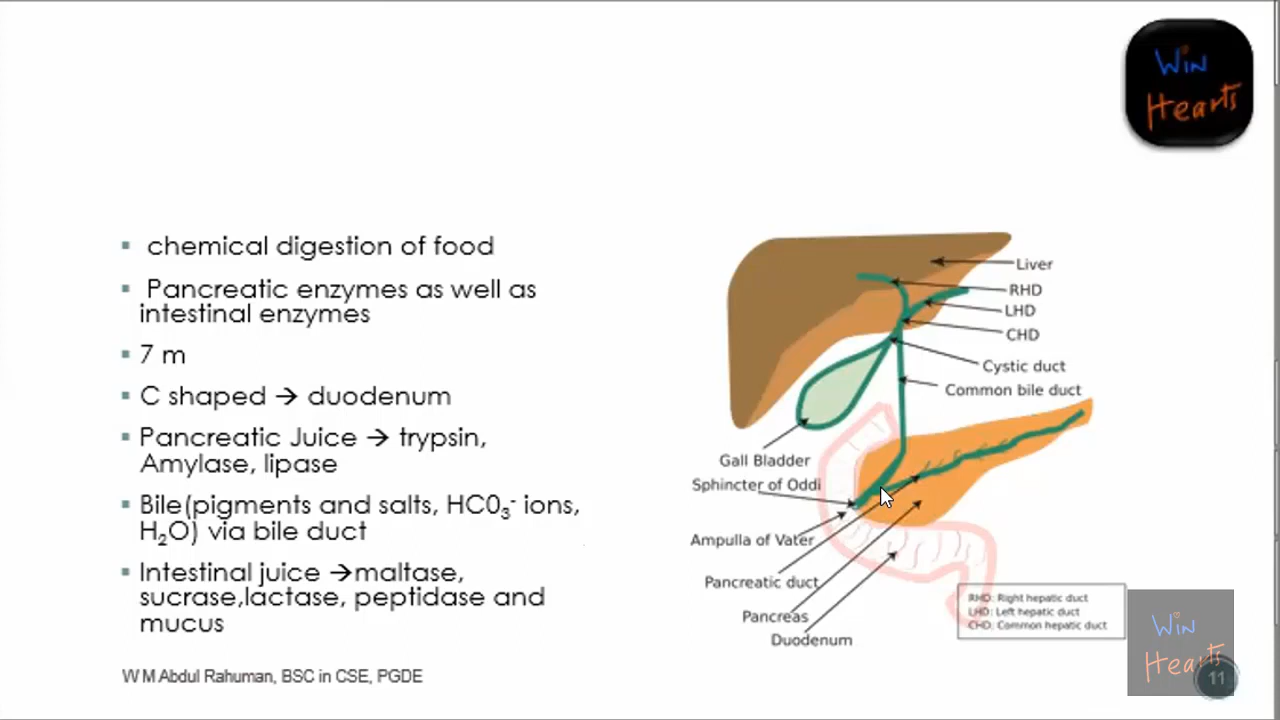 Win
Hearts
chemical digestion of food
Pancreatic enzymes as well as
intestinal enzymes
7 m
C shaped → duodenum
Pancreatic Juice → trypsin,
Amylase, lipase
Bile(pigments and salts, HC0₃⁻ ions,
H₂O) via bile duct
Intestinal juice →maltase,
sucrase,lactase, peptidase and
mucus
Liver
RHD
LHD
CHD
Cystic duct
Common bile duct
Gall Bladder
Sphincter of Oddi
Ampulla of Vater
Pancreatic duct
Pancreas
Duodenum
RHD: Right hepatic duct
LHD: Left hepatic duct
CHD: Common hepatic duct
Win
Hearts
W M Abdul Rahuman, BSC in CSE, PGDE
11